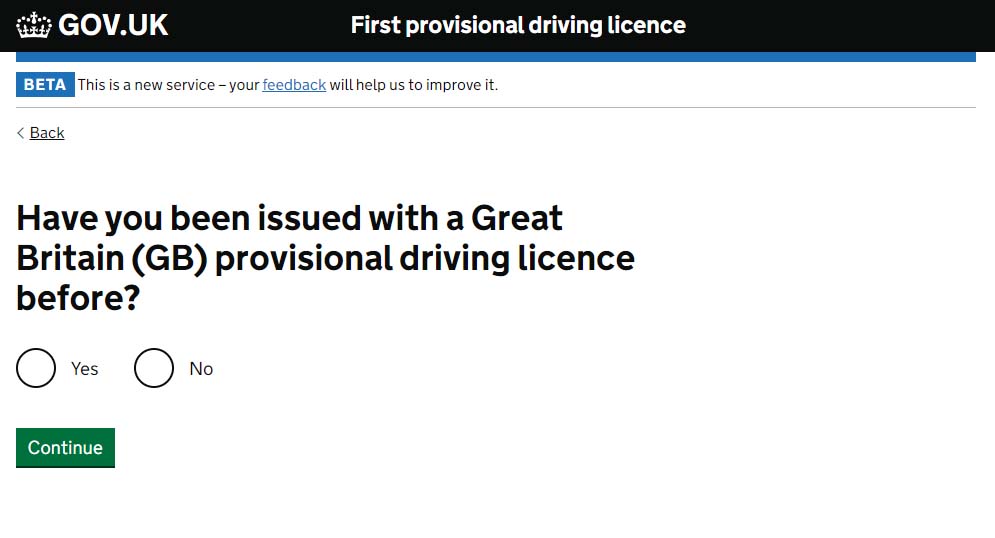 GOV.UK
First provisional driving licence
BETA This is a new service – your feedback will help us to improve it.
Back
Have you been issued with a Great
Britain (GB) provisional driving licence
before?
Yes No
Continue